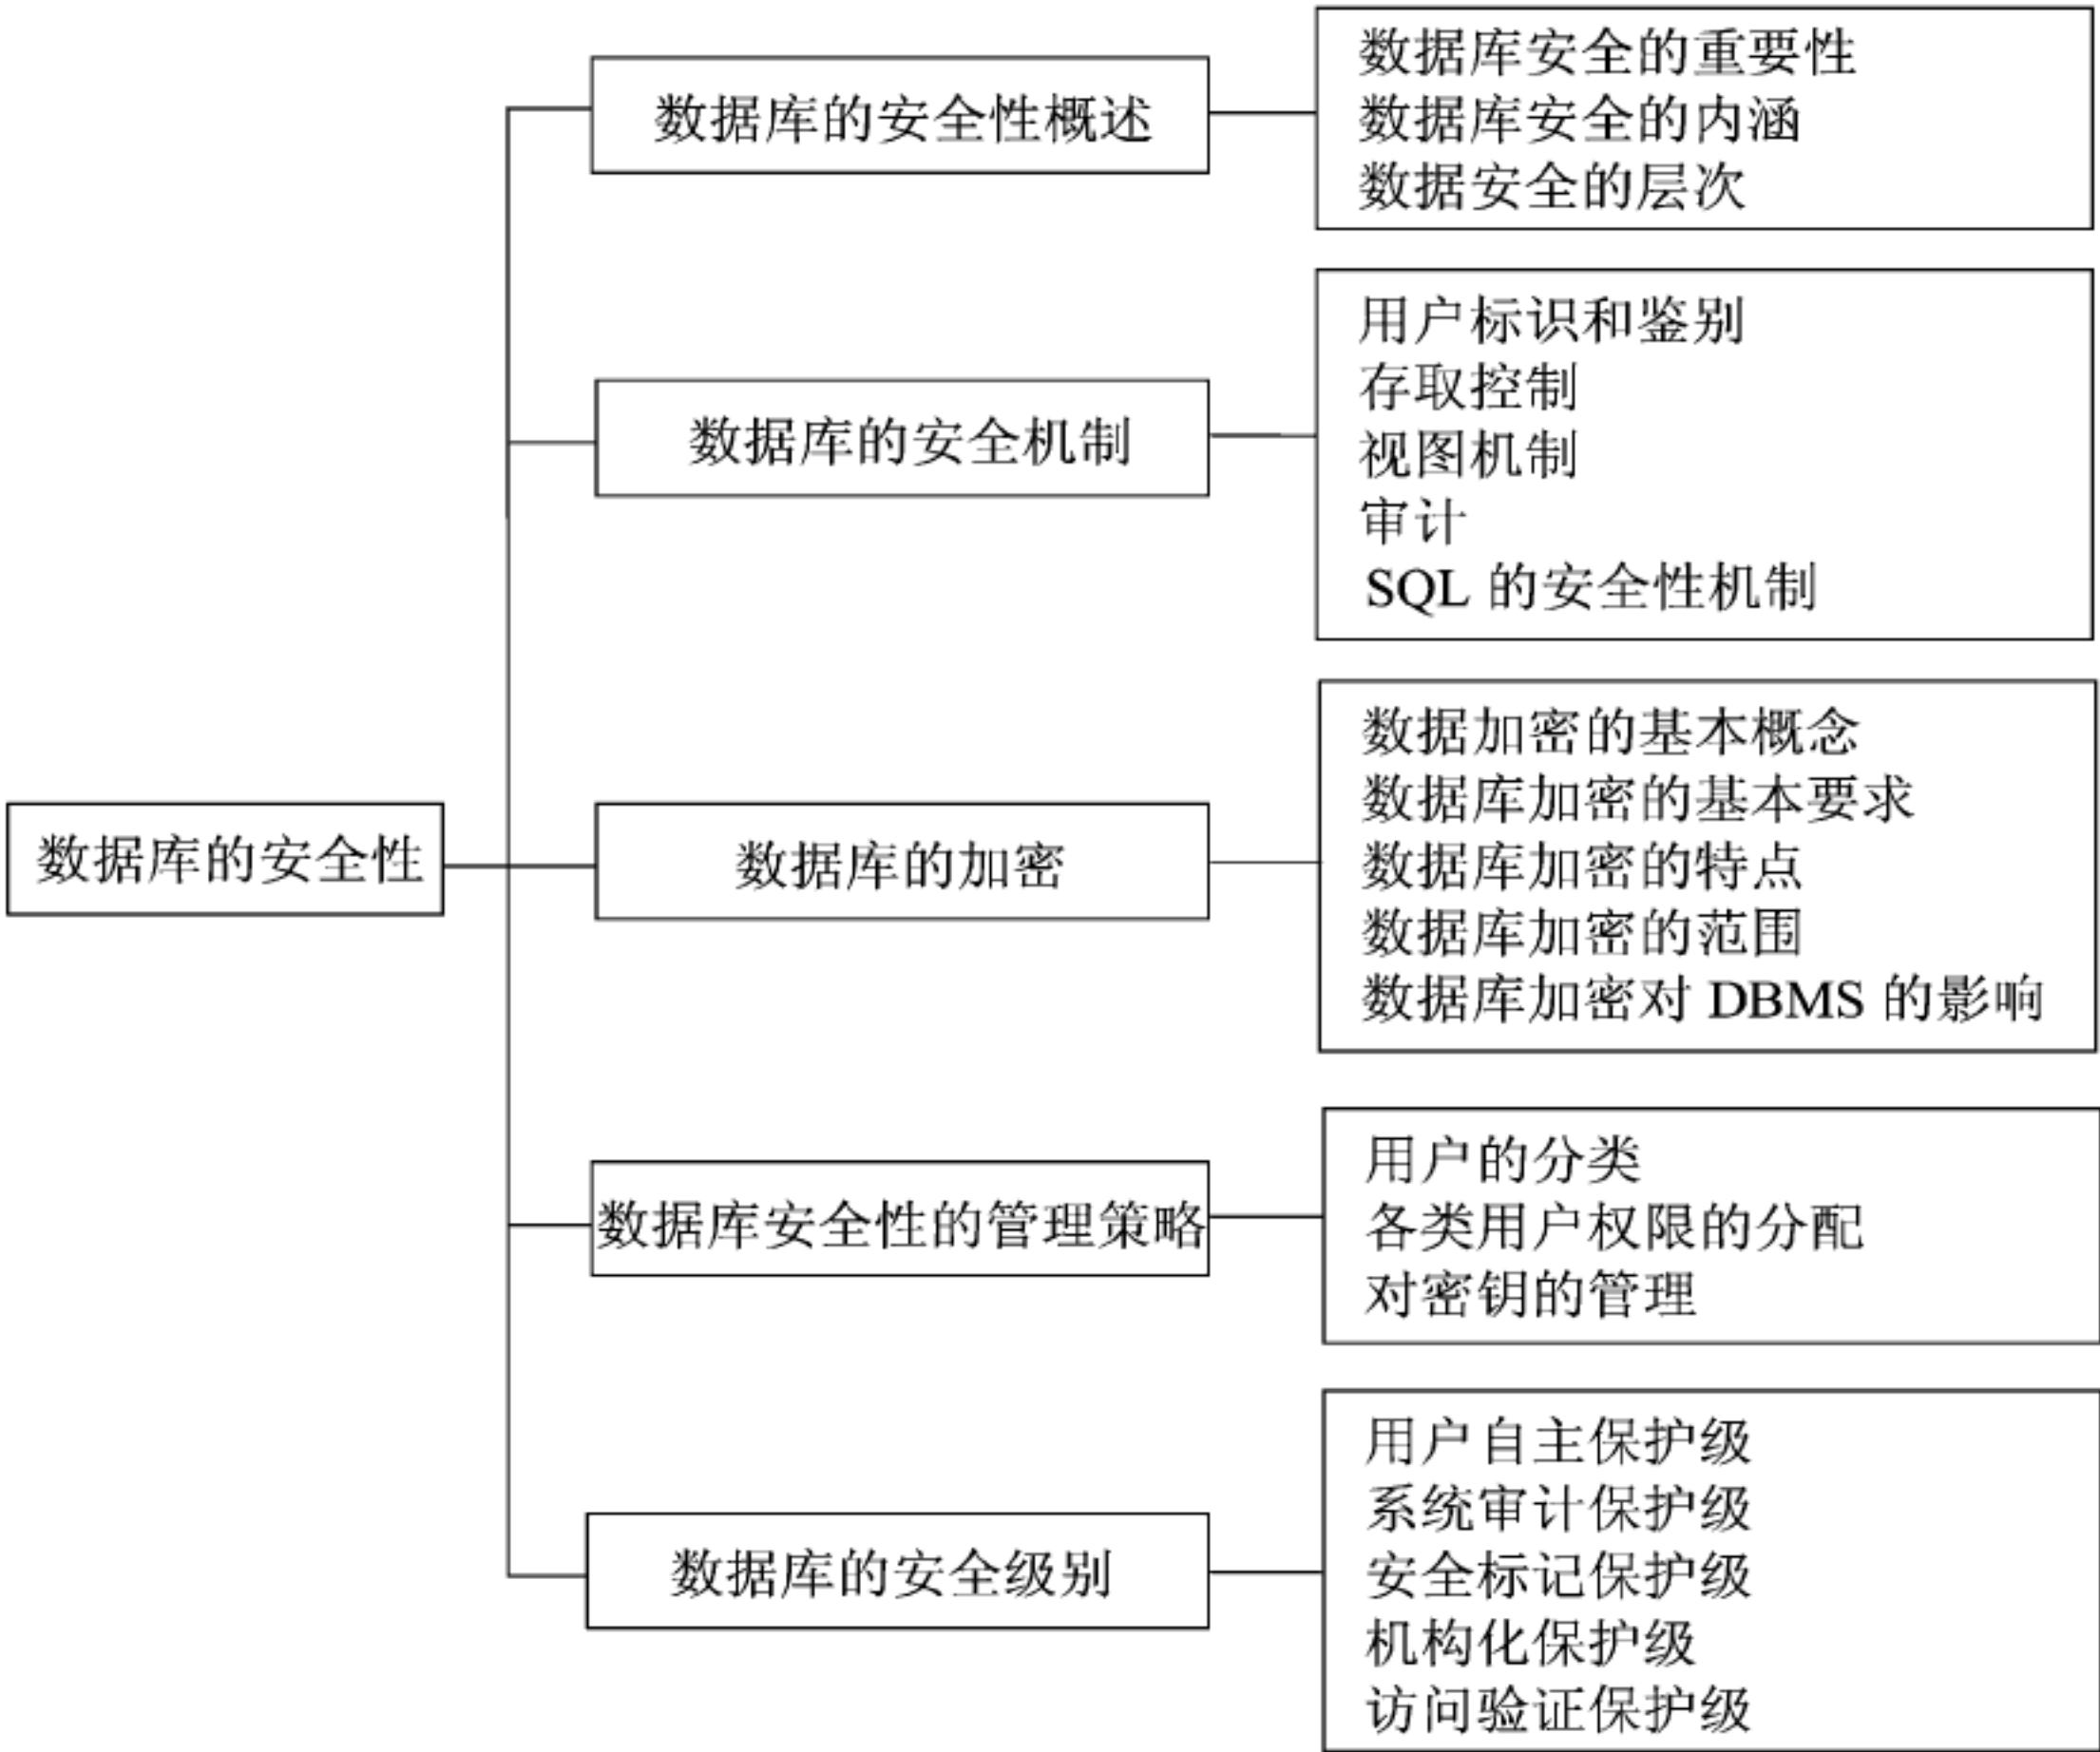 数据库的安全性
数据库的安全性概述
数据库安全的重要性
数据库安全的内涵
数据安全的层次
数据库的安全机制
用户标识和鉴别
存取控制
视图机制
审计
SQL 的安全性机制
数据库的加密
数据加密的基本概念
数据库加密的基本要求
数据库加密的特点
数据库加密的范围
数据库加密对 DBMS 的影响
数据库安全性的管理策略
用户的分类
各类用户权限的分配
对密钥的管理
数据库的安全级别
用户自主保护级
系统审计保护级
安全标记保护级
机构化保护级
访问验证保护级